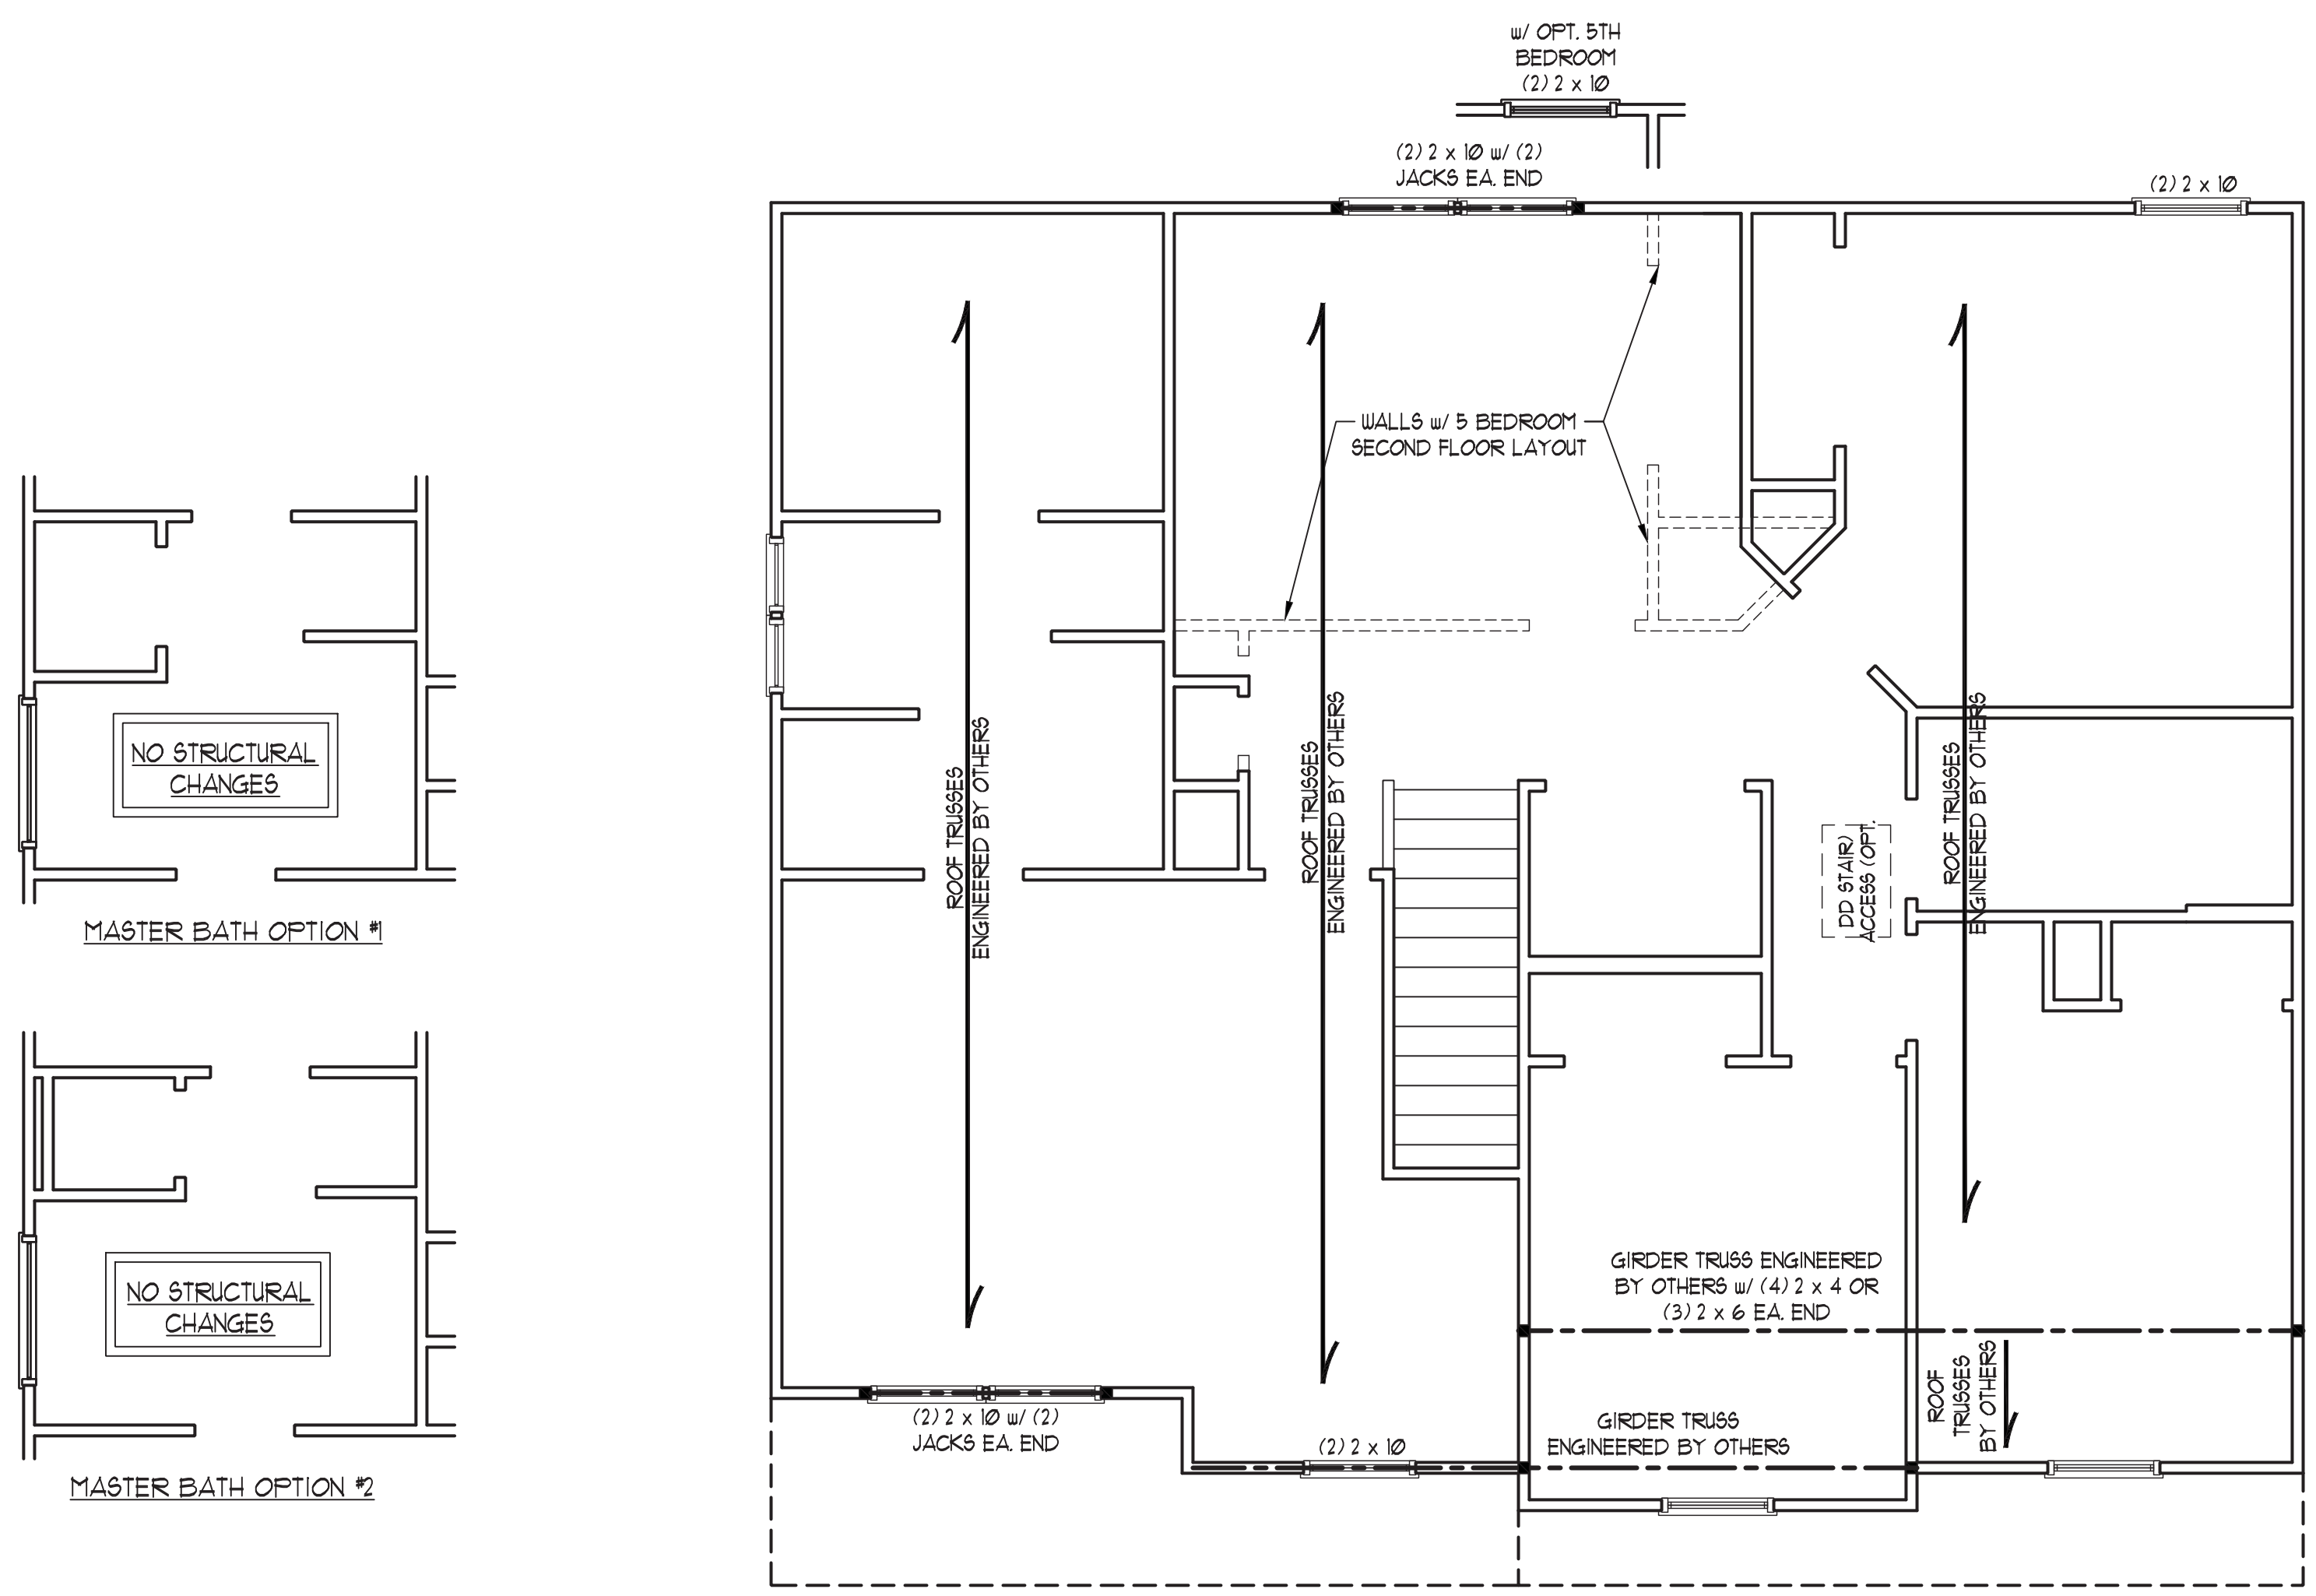 w/ OPT. 5TH
BEDROOM
(2) 2 x 10
(2) 2 x 10 w/ (2)
JACKS EA. END
(2) 2 x 10
WALLS w/ 5 BEDROOM
SECOND FLOOR LAYOUT
NO STRUCTURAL
CHANGES
MASTER BATH OPTION #1
ROOF TRUSSES
ENGINEERED BY OTHERS
ROOF TRUSSES
ENGINEERED BY OTHERS
DD STAIR)
ACCESS (OPT.
ROOF TRUSSES
ENGINEERED BY OTHERS
NO STRUCTURAL
CHANGES
MASTER BATH OPTION #2
GIRDER TRUSS ENGINEERED
BY OTHERS w/ (4) 2 x 4 OR
(3) 2 x 6 EA. END
ROOF
TRUSSES
BY OTHERS
(2) 2 x 10 w/ (2)
JACKS EA. END
(2) 2 x 10
GIRDER TRUSS
ENGINEERED BY OTHERS